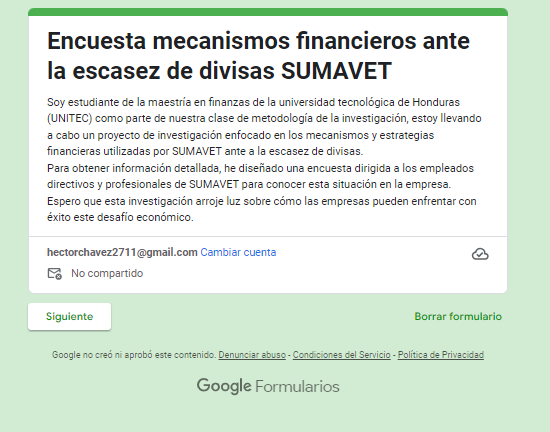 Encuesta mecanismos financieros ante
la escasez de divisas SUMAVET
Soy estudiante de la maestría en finanzas de la universidad tecnológica de Honduras
(UNITEC) como parte de nuestra clase de metodología de la investigación, estoy llevando
a cabo un proyecto de investigación enfocado en los mecanismos y estrategias
financieras utilizadas por SUMAVET ante a la escasez de divisas.
Para obtener información detallada, he diseñado una encuesta dirigida a los empleados
directivos y profesionales de SUMAVET para conocer esta situación en la empresa.
Espero que esta investigación arroje luz sobre cómo las empresas pueden enfrentar con
éxito este desafío económico.
hectorchavez2711@gmail.com Cambiar cuenta
No compartido
Siguiente
Borrar formulario
Google no creó ni aprobó este contenido. Denunciar abuso - Condiciones del Servicio - Política de Privacidad
Google Formularios